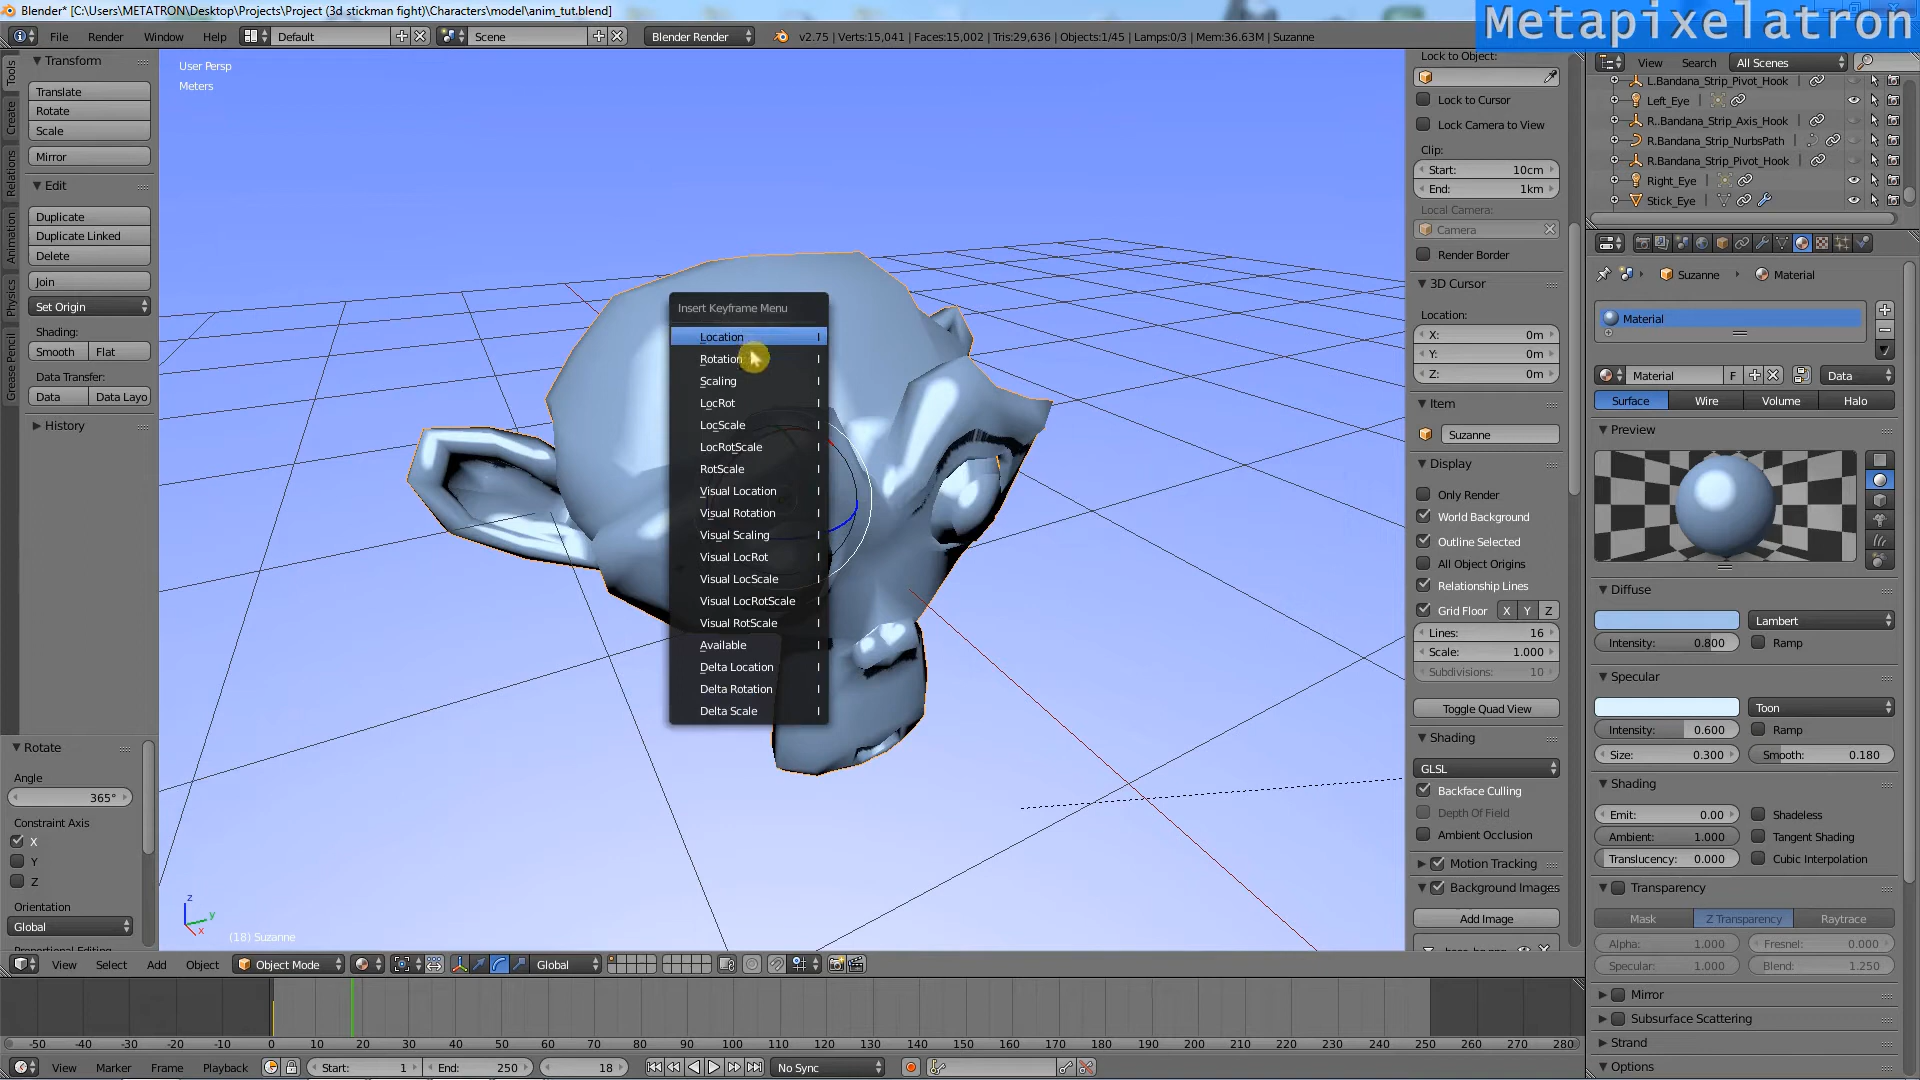 Blender* [C:\Users\METATRON\Desktop\Projects\Project (3d stickman fight)\Characters\model\anim_tut.blend]
Metapixelatron
File Render Window Help Default Scene Blender Render v2.75 | Verts:15,041 | Faces:15,002 | Tris:29,636 | Objects:1/45 | Lamps:0/3 | Mem:36.63M | Suzanne
Tools
Create
Relations
Animation
Physics
Grease Pencil
Transform
Translate
Rotate
Scale
Mirror
Edit
Duplicate
Duplicate Linked
Delete
Join
Set Origin
Shading:
Smooth Flat
Data Transfer:
Data Data Layo
History
Rotate
Angle
365°
Constraint Axis
X
Y
Z
Orientation
Global
Proportional Editing
User Persp
Meters
Insert Keyframe Menu
Location I
Rotation I
Scaling I
LocRot I
LocScale I
LocRotScale I
RotScale I
Visual Location I
Visual Rotation I
Visual Scaling I
Visual LocRot I
Visual LocScale I
Visual LocRotScale I
Visual RotScale I
Available I
Delta Location I
Delta Rotation I
Delta Scale I
z
y
x
(18) Suzanne
Lock to Object:
Lock to Cursor
Lock Camera to View
Clip:
Start: 10cm
End: 1km
Local Camera:
Camera
Render Border
3D Cursor
Location:
X: 0m
Y: 0m
Z: 0m
Item
Suzanne
Display
Only Render
World Background
Outline Selected
All Object Origins
Relationship Lines
Grid Floor X Y Z
Lines: 16
Scale: 1.000
Subdivisions: 10
Toggle Quad View
Shading
GLSL
Backface Culling
Depth Of Field
Ambient Occlusion
Motion Tracking
Background Images
Add Image
View Search All Scenes
L.Bandana_Strip_Pivot_Hook
Left_Eye
R..Bandana_Strip_Axis_Hook
R.Bandana_Strip_NurbsPath
R.Bandana_Strip_Pivot_Hook
Right_Eye
Stick_Eye
Suzanne Material
Material
Material F Data
Surface Wire Volume Halo
Preview
Diffuse
Lambert
Intensity: 0.800 Ramp
Specular
Toon
Intensity: 0.600 Ramp
Size: 0.300 Smooth: 0.180
Shading
Emit: 0.00 Shadeless
Ambient: 1.000 Tangent Shading
Translucency: 0.000 Cubic Interpolation
Transparency
Mask Z Transparency Raytrace
Alpha: 1.000 Fresnel: 0.000
Specular: 1.000 Blend: 1.250
Mirror
Subsurface Scattering
Strand
Options
View Select Add Object Object Mode Global
-50 -40 -30 -20 -10 0 10 20 30 40 50 60 70 80 90 100 110 120 130 140 150 160 170 180 190 200 210 220 230 240 250 260 270 280
View Marker Frame Playback Start: 1 End: 250 18 No Sync